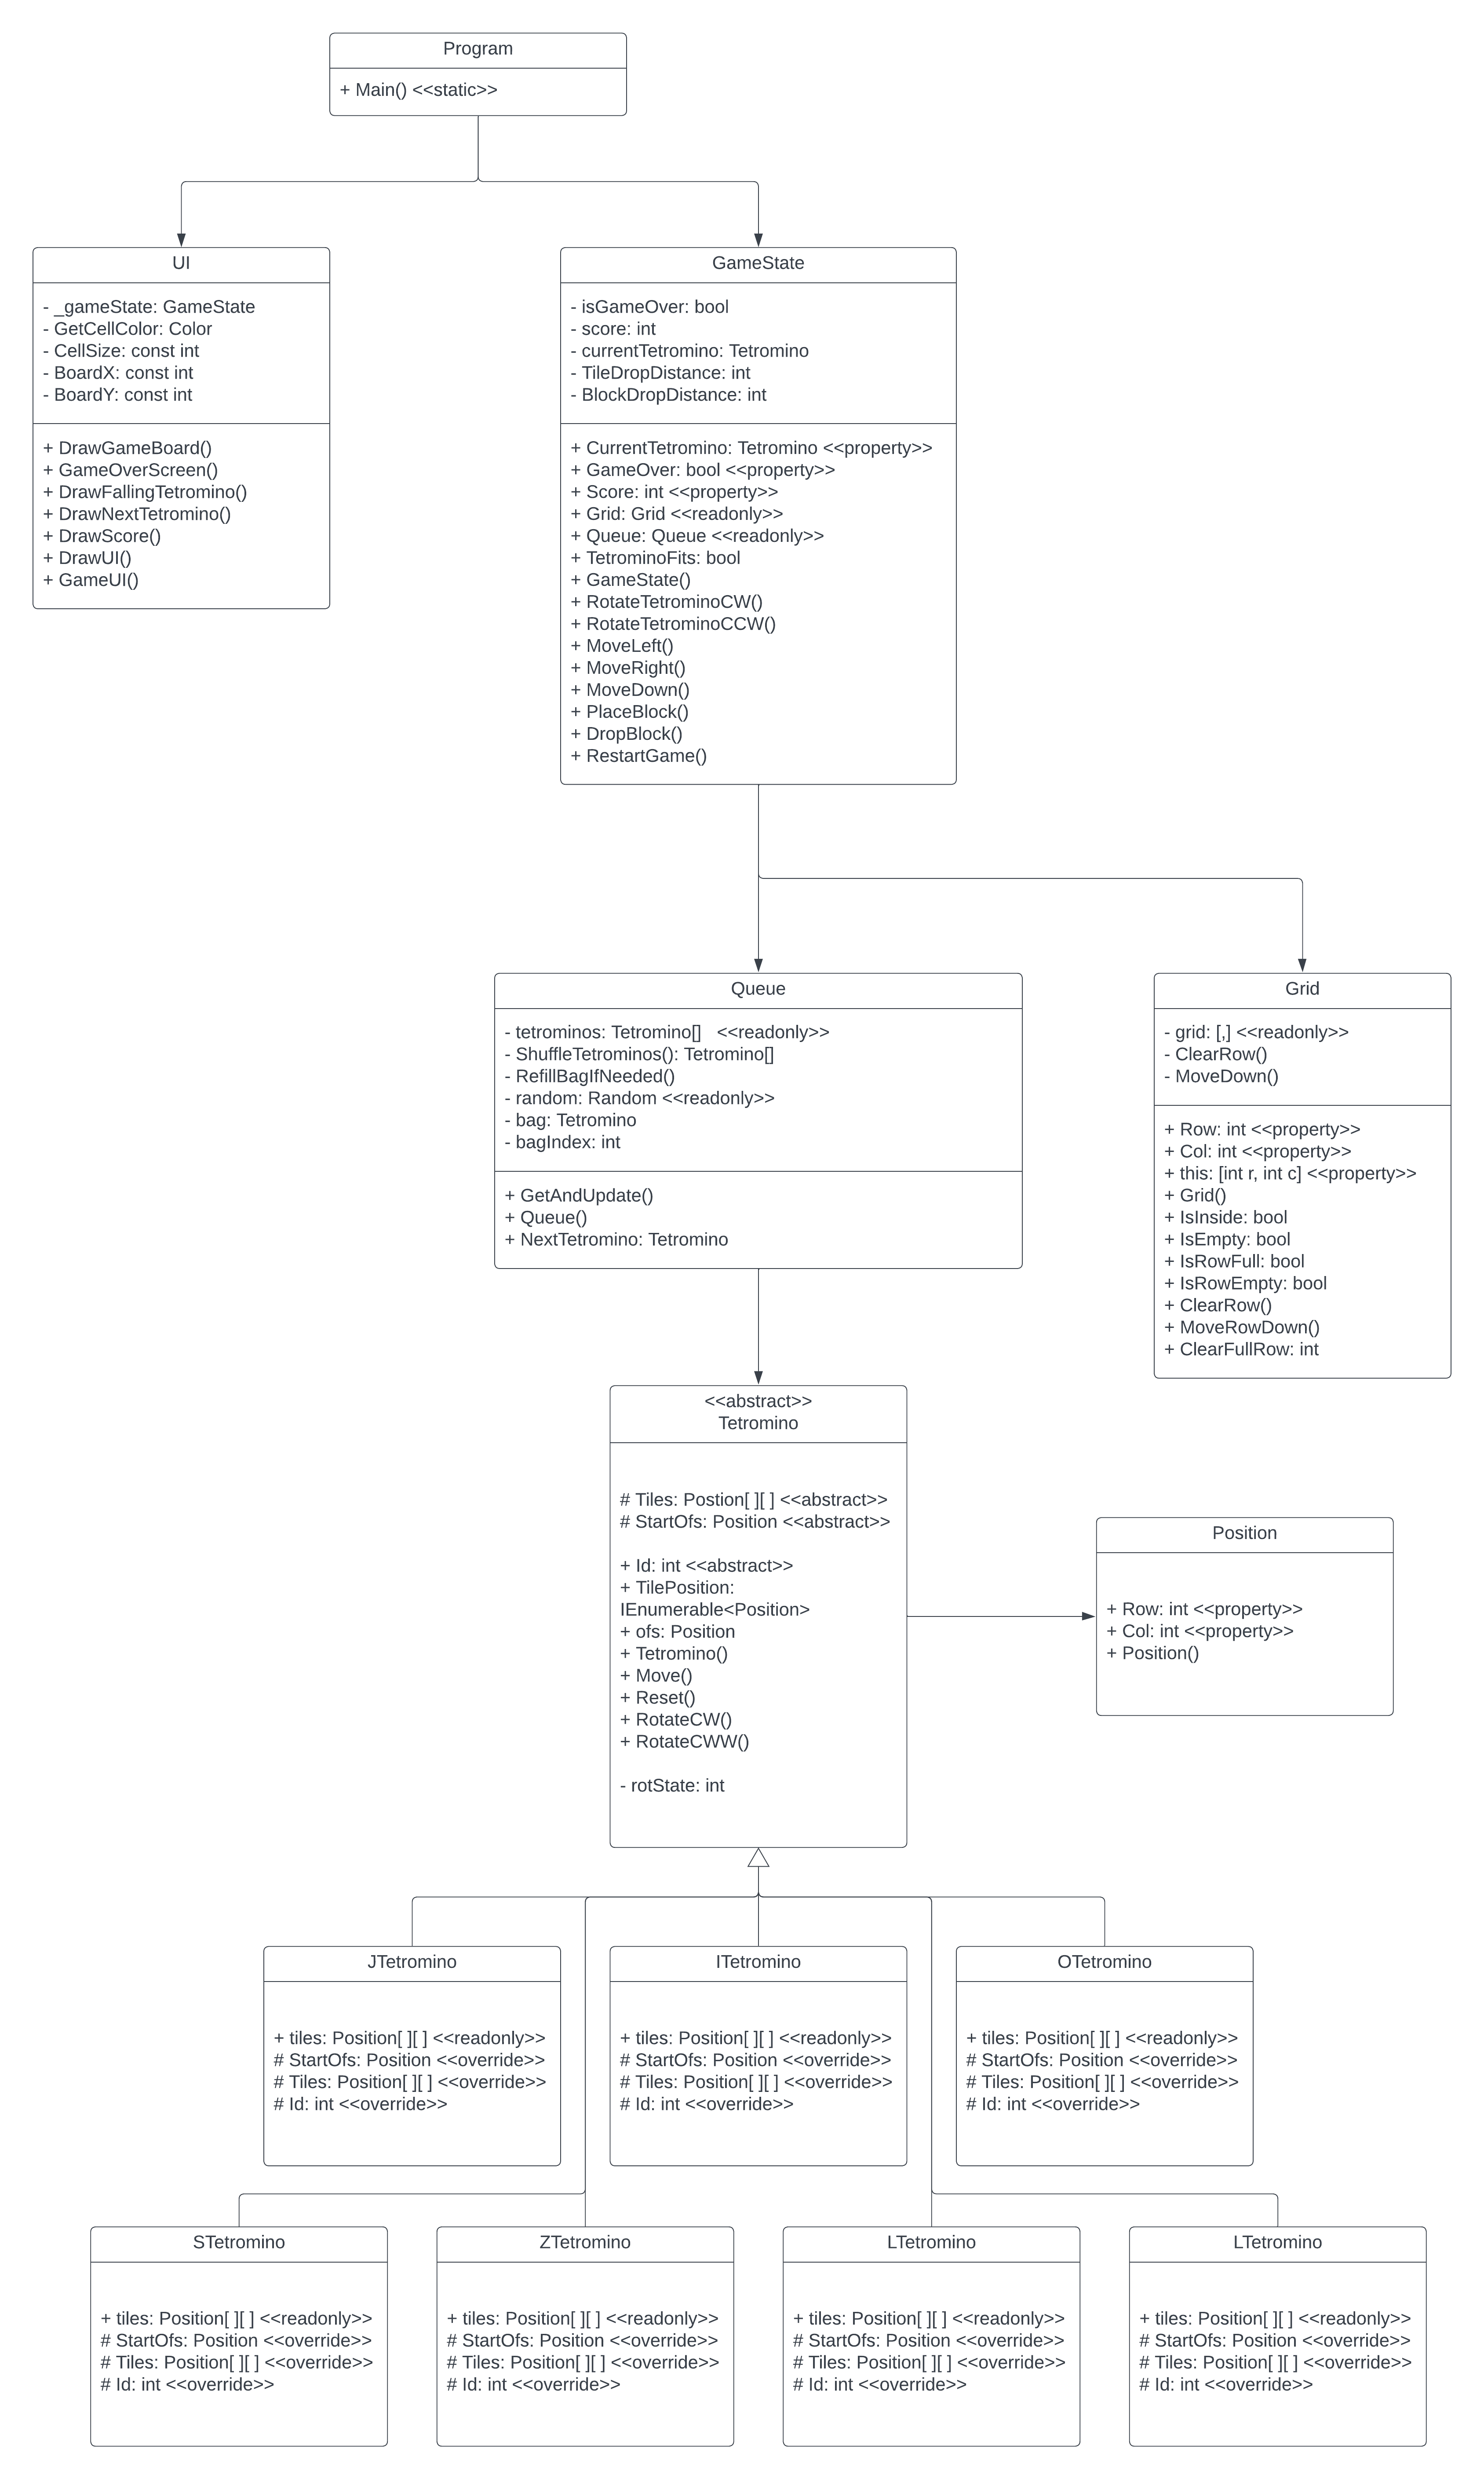 Program
+ Main() <<static>>
UI
- _gameState: GameState
- GetCellColor: Color
- CellSize: const int
- BoardX: const int
- BoardY: const int
+ DrawGameBoard()
+ GameOverScreen()
+ DrawFallingTetromino()
+ DrawNextTetromino()
+ DrawScore()
+ DrawUI()
+ GameUI()
GameState
- isGameOver: bool
- score: int
- currentTetromino: Tetromino
- TileDropDistance: int
- BlockDropDistance: int
+ CurrentTetromino: Tetromino <<property>>
+ GameOver: bool <<property>>
+ Score: int <<property>>
+ Grid: Grid <<readonly>>
+ Queue: Queue <<readonly>>
+ TetrominoFits: bool
+ GameState()
+ RotateTetrominoCW()
+ RotateTetrominoCCW()
+ MoveLeft()
+ MoveRight()
+ MoveDown()
+ PlaceBlock()
+ DropBlock()
+ RestartGame()
Queue
- tetrominos: Tetromino[]   <<readonly>>
- ShuffleTetrominos(): Tetromino[]
- RefillBagIfNeeded()
- random: Random <<readonly>>
- bag: Tetromino
- bagIndex: int
+ GetAndUpdate()
+ Queue()
+ NextTetromino: Tetromino
Grid
- grid: [,] <<readonly>>
- ClearRow()
- MoveDown()
+ Row: int <<property>>
+ Col: int <<property>>
+ this: [int r, int c] <<property>>
+ Grid()
+ IsInside: bool
+ IsEmpty: bool
+ IsRowFull: bool
+ IsRowEmpty: bool
+ ClearRow()
+ MoveRowDown()
+ ClearFullRow: int
<<abstract>>
Tetromino
# Tiles: Postion[ ][ ] <<abstract>>
# StartOfs: Position <<abstract>>
+ Id: int <<abstract>>
+ TilePosition:
IEnumerable<Position>
+ ofs: Position
+ Tetromino()
+ Move()
+ Reset()
+ RotateCW()
+ RotateCWW()
- rotState: int
Position
+ Row: int <<property>>
+ Col: int <<property>>
+ Position()
JTetromino
+ tiles: Position[ ][ ] <<readonly>>
# StartOfs: Position <<override>>
# Tiles: Position[ ][ ] <<override>>
# Id: int <<override>>
ITetromino
+ tiles: Position[ ][ ] <<readonly>>
# StartOfs: Position <<override>>
# Tiles: Position[ ][ ] <<override>>
# Id: int <<override>>
OTetromino
+ tiles: Position[ ][ ] <<readonly>>
# StartOfs: Position <<override>>
# Tiles: Position[ ][ ] <<override>>
# Id: int <<override>>
STetromino
+ tiles: Position[ ][ ] <<readonly>>
# StartOfs: Position <<override>>
# Tiles: Position[ ][ ] <<override>>
# Id: int <<override>>
ZTetromino
+ tiles: Position[ ][ ] <<readonly>>
# StartOfs: Position <<override>>
# Tiles: Position[ ][ ] <<override>>
# Id: int <<override>>
LTetromino
+ tiles: Position[ ][ ] <<readonly>>
# StartOfs: Position <<override>>
# Tiles: Position[ ][ ] <<override>>
# Id: int <<override>>
LTetromino
+ tiles: Position[ ][ ] <<readonly>>
# StartOfs: Position <<override>>
# Tiles: Position[ ][ ] <<override>>
# Id: int <<override>>